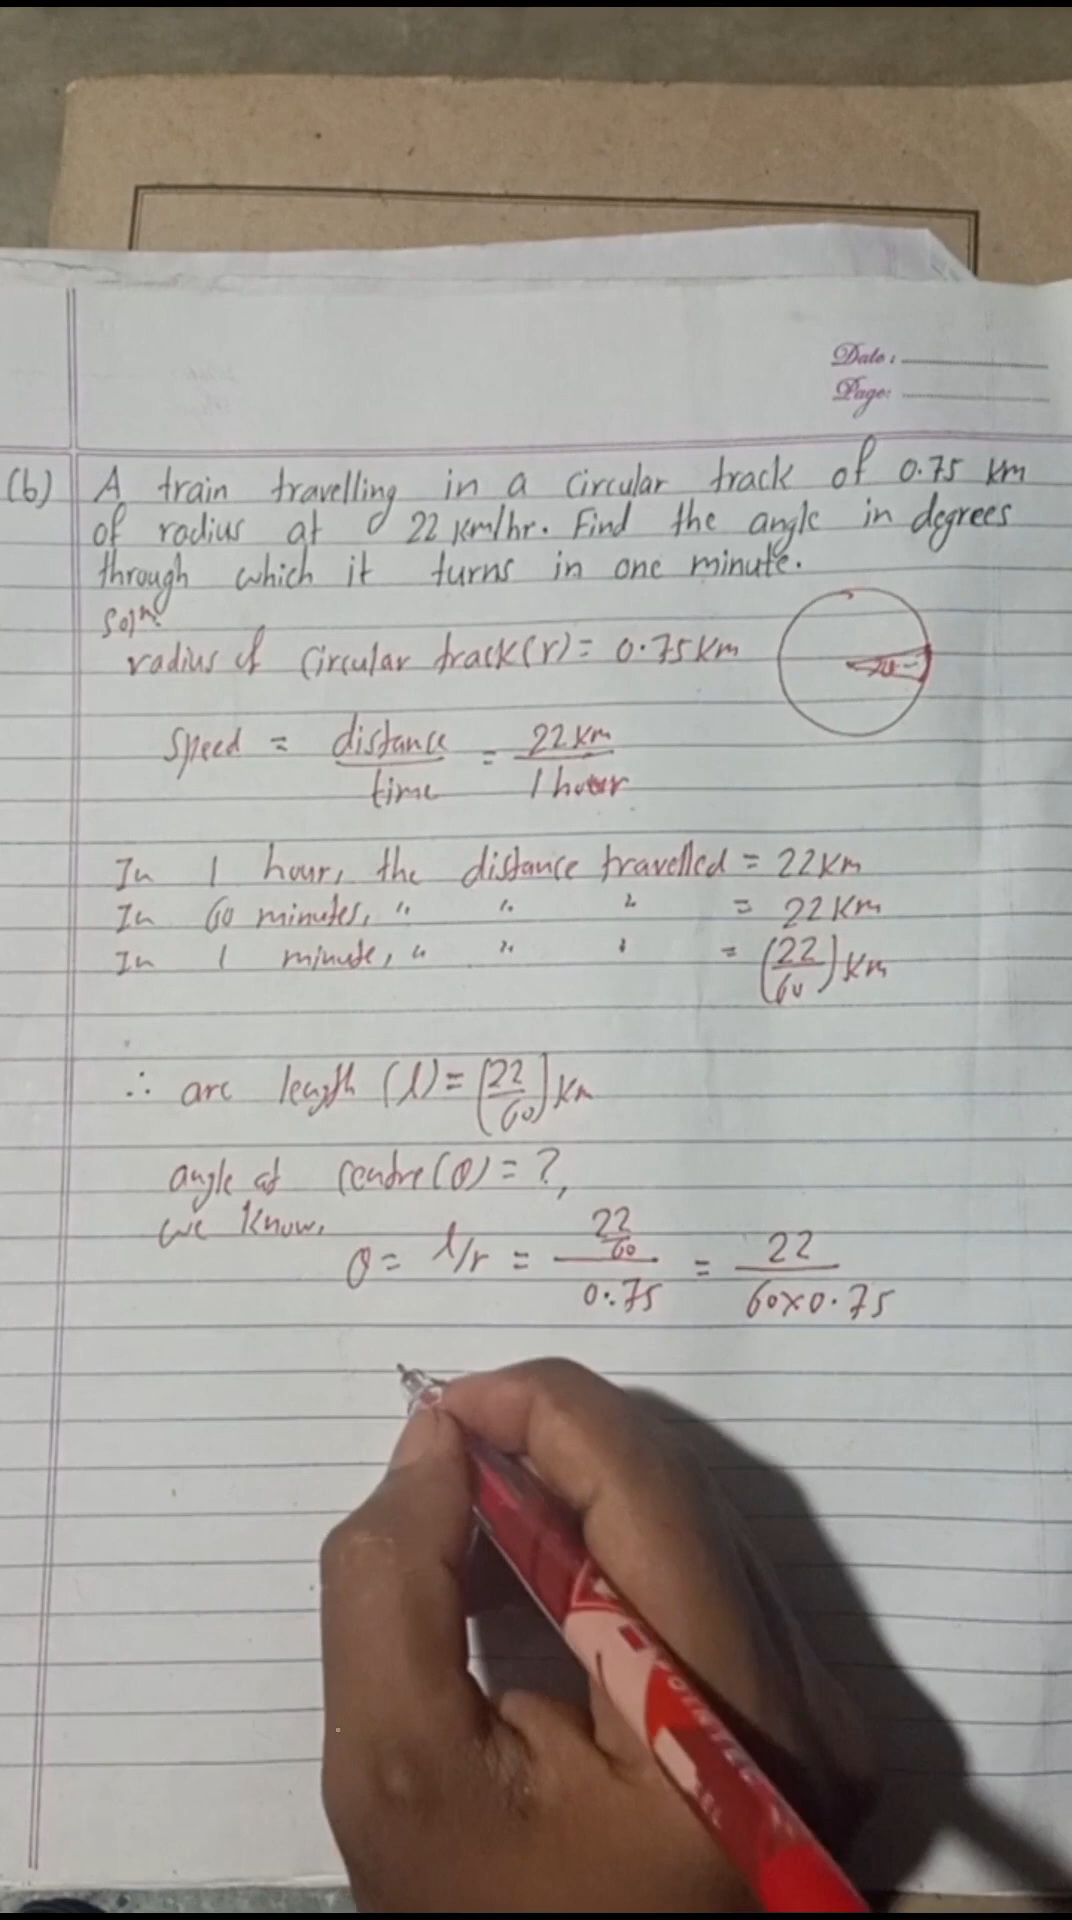 Date:
Page:
(b) A train travelling in a circular track of 0.75 km
of radius at 22 km/hr. Find the angle in degrees
through which it turns in one minute.
Soln
radius of circular track(r) = 0.75 km
Speed = distance/time = 22 km/1 hour
In 1 hour, the distance travelled = 22 km
In 60 minutes, " " " = 22 km
In 1 minute, " " " = (22/60) km
∴ arc length (l) = (22/60) km
angle at centre (θ) = ?,
we know,
θ = l/r = 22/60/0.75 = 22/60×0.75